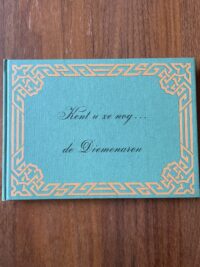 Kent u ze nog...
de Diemenaren